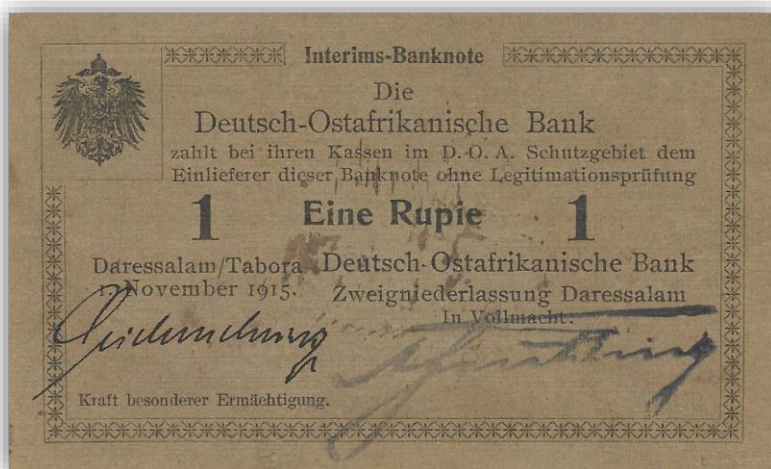 Interims-Banknote
Die
Deutsch-Ostafrikanische Bank
zahlt bei ihren Kassen im D. O. A. Schutzgebiet dem
Einlieferer dieser Banknote ohne Legitimationsprüfung
1 Eine Rupie 1
Daressalam/Tabora
1. November 1915.
Deutsch-Ostafrikanische Bank
Zweigniederlassung Daressalam
In Vollmacht:
Kraft besonderer Ermächtigung.